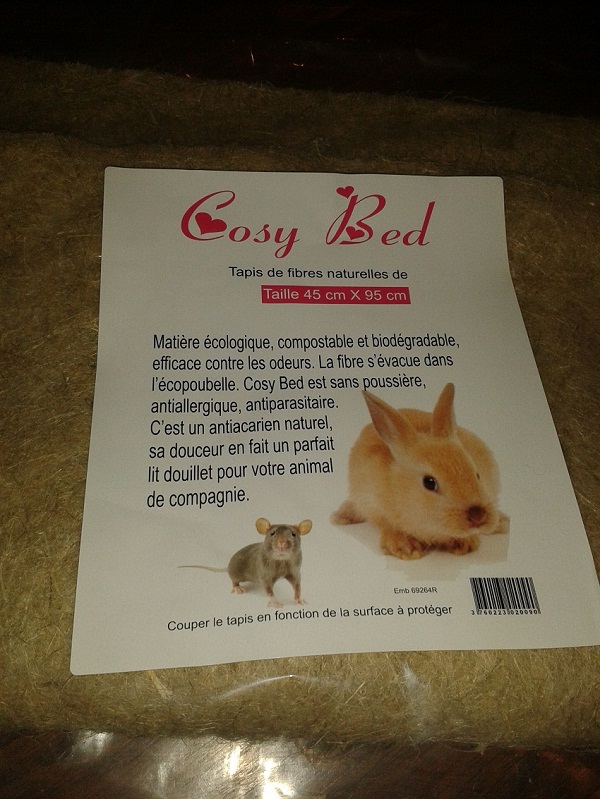 Cosy Bed
Tapis de fibres naturelles de
Taille 45 cm X 95 cm
Matière écologique, compostable et biodégradable,
efficace contre les odeurs. La fibre s'évacue dans
l'écopoubelle. Cosy Bed est sans poussière,
antiallergique, antiparasitaire.
C'est un antiacarien naturel,
sa douceur en fait un parfait
lit douillet pour votre animal
de compagnie.
Emb 69264R
Couper le tapis en fonction de la surface à protéger
3 760223 020090